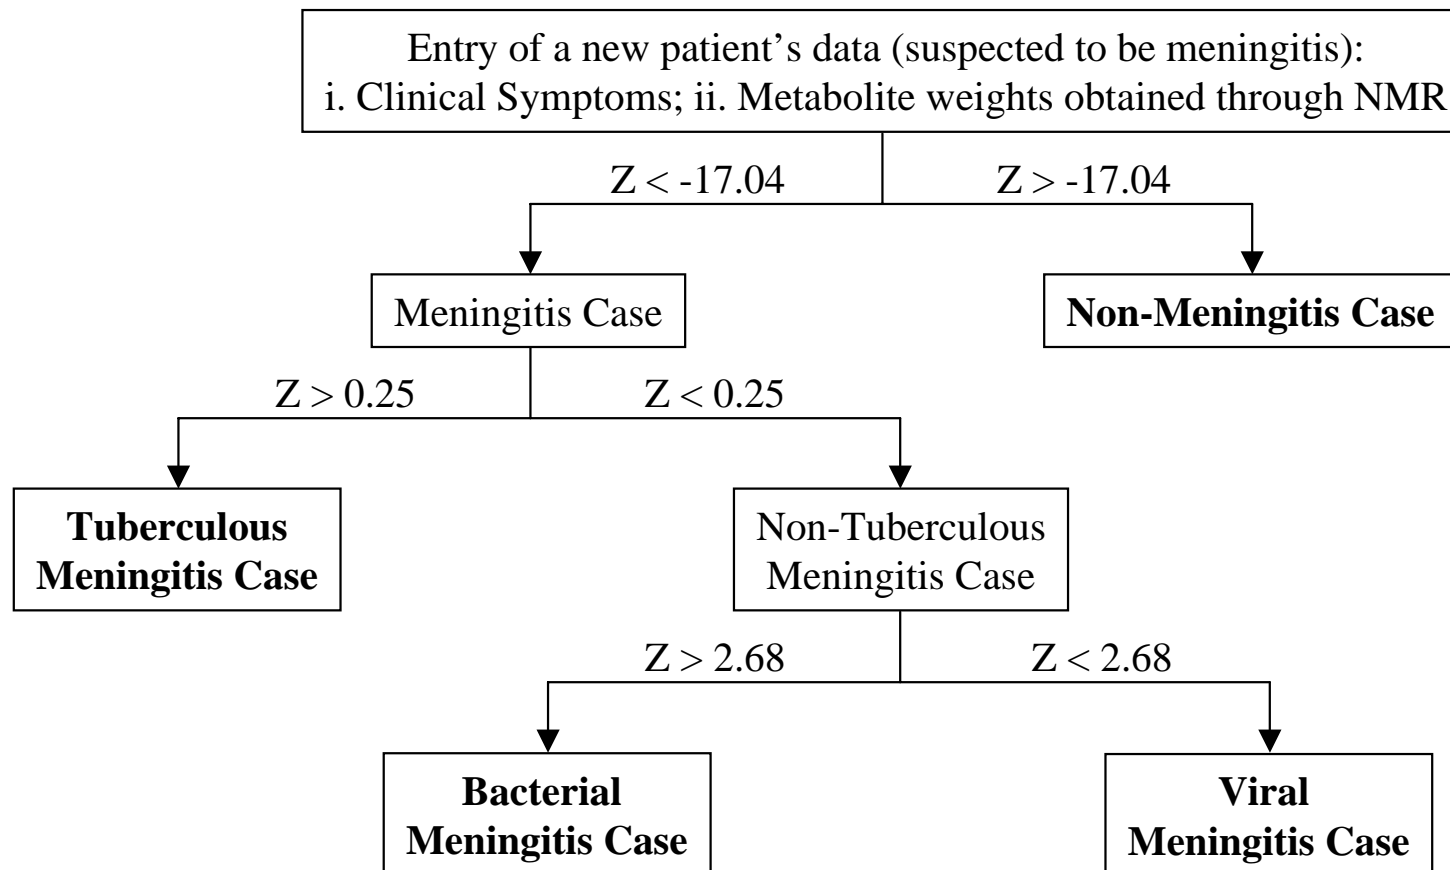 Entry of a new patient’s data (suspected to be meningitis):
i. Clinical Symptoms; ii. Metabolite weights obtained through NMR
Z < -17.04
Z > -17.04
Meningitis Case
Non-Meningitis Case
Z > 0.25
Z < 0.25
Tuberculous
Meningitis Case
Non-Tuberculous
Meningitis Case
Z > 2.68
Z < 2.68
Bacterial
Meningitis Case
Viral
Meningitis Case